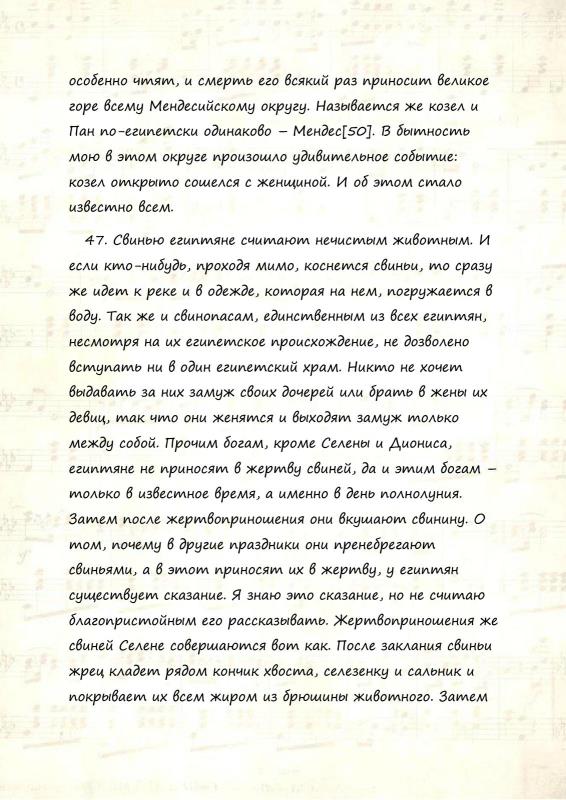 особенно чтят, и смерть его всякий раз приносит великое
горе всему Мендесийскому округу. Называется же козел и
Пан по-египетски одинаково – Мендес[50]. В бытность
мою в этом округе произошло удивительное событие:
козел открыто сошелся с женщиной. И об этом стало
известно всем.
47. Свинью египтяне считают нечистым животным. И
если кто-нибудь, проходя мимо, коснется свиньи, то сразу
же идет к реке и в одежде, которая на нем, погружается в
воду. Так же и свинопасам, единственным из всех египтян,
несмотря на их египетское происхождение, не дозволено
вступать ни в один египетский храм. Никто не хочет
выдавать за них замуж своих дочерей или брать в жены их
девиц, так что они женятся и выходят замуж только
между собой. Прочим богам, кроме Селены и Диониса,
египтяне не приносят в жертву свиней, да и этим богам –
только в известное время, а именно в день полнолуния.
Затем после жертвоприношения они вкушают свинину. О
том, почему в другие праздники они пренебрегают
свиньями, а в этот приносят их в жертву, у египтян
существует сказание. Я знаю это сказание, но не считаю
благопристойным его рассказывать. Жертвоприношения же
свиней Селене совершаются вот как. После заклания свиньи
жрец кладет рядом кончик хвоста, селезенку и сальник и
покрывает их всем жиром из брюшины животного. Затем